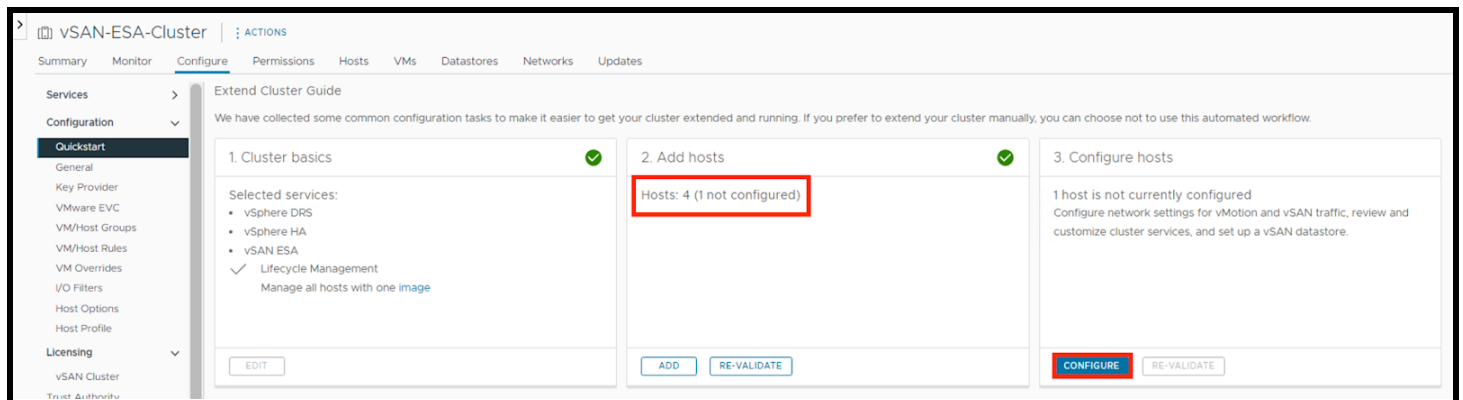 vSAN-ESA-Cluster
ACTIONS
Summary Monitor Configure Permissions Hosts VMs Datastores Networks Updates
Services
Configuration
Quickstart
General
Key Provider
VMware EVC
VM/Host Groups
VM/Host Rules
VM Overrides
I/O Filters
Host Options
Host Profile
Licensing
vSAN Cluster
Trust Authority
Extend Cluster Guide
We have collected some common configuration tasks to make it easier to get your cluster extended and running. If you prefer to extend your cluster manually, you can choose not to use this automated workflow.
1. Cluster basics
Selected services:
• vSphere DRS
• vSphere HA
• vSAN ESA
Lifecycle Management
Manage all hosts with one image
EDIT
2. Add hosts
Hosts: 4 (1 not configured)
ADD RE-VALIDATE
3. Configure hosts
1 host is not currently configured
Configure network settings for vMotion and vSAN traffic, review and
customize cluster services, and set up a vSAN datastore.
CONFIGURE RE-VALIDATE